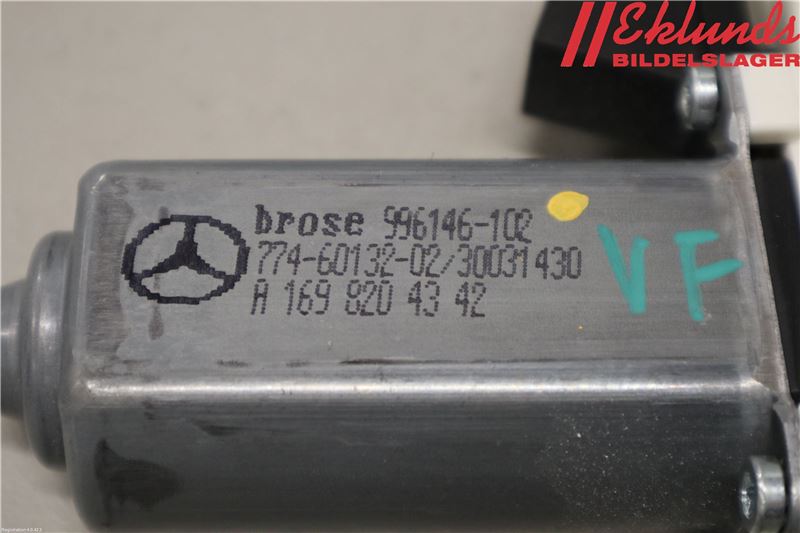 Eklunds
BILDELSLAGER
brose 996146-102
774-60132-02/30031430
A 169 820 43 42
VF